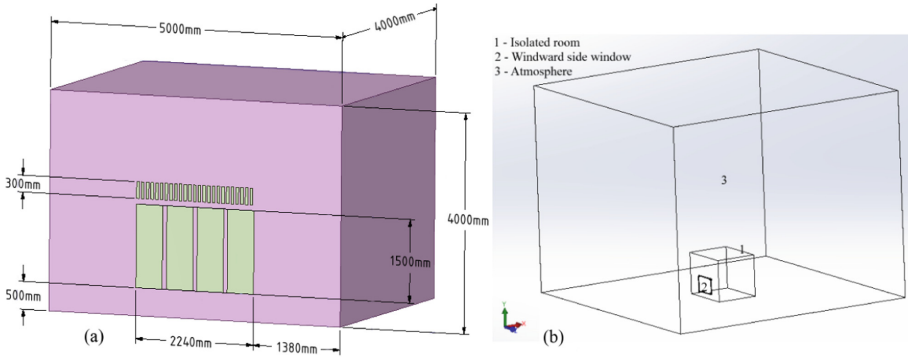 5000mm
4000mm
300mm
4000mm
1500mm
500mm
(a)
2240mm
1380mm
1 - Isolated room
2 - Windward side window
3 - Atmosphere
3
1
2
Y
X
(b)